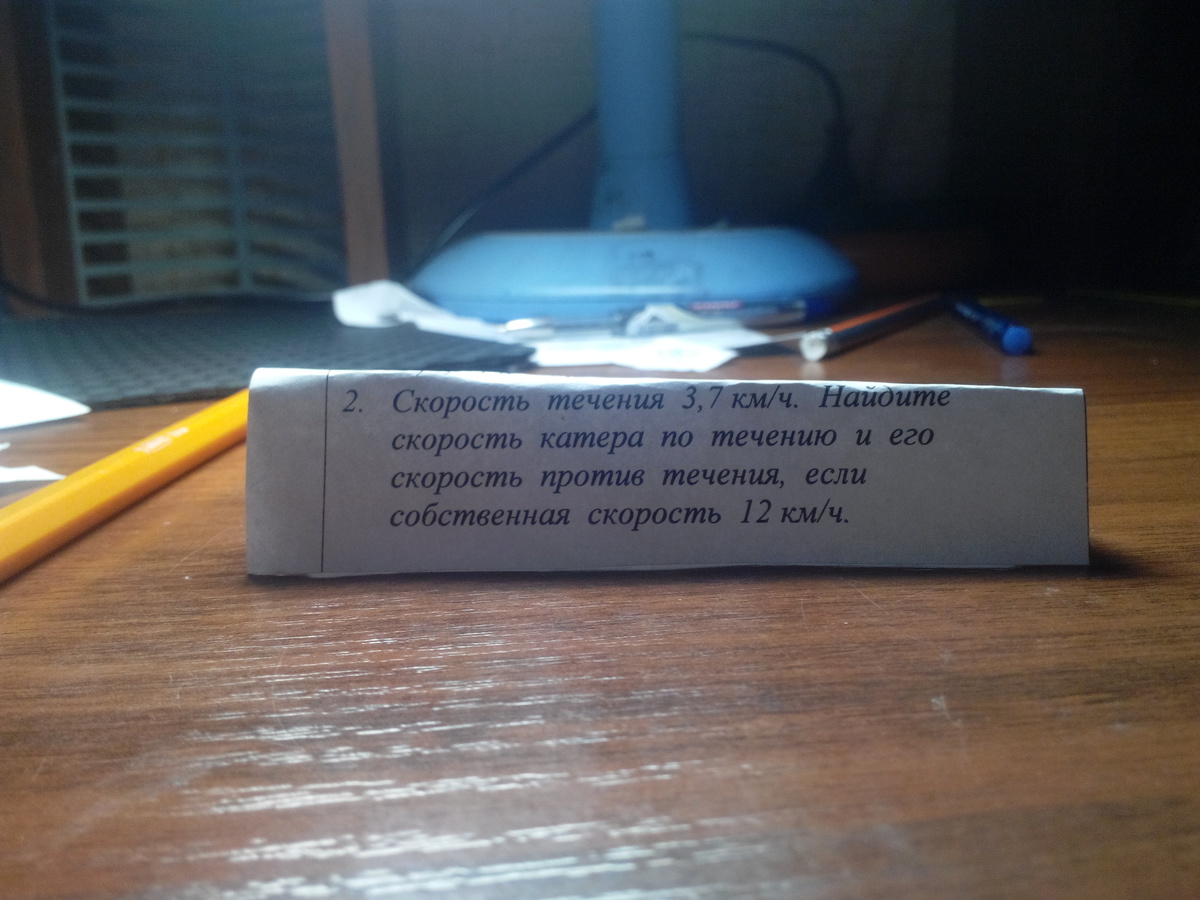 2. Скорость течения 3,7 км/ч. Найдите
скорость катера по течению и его
скорость против течения, если
собственная скорость 12 км/ч.